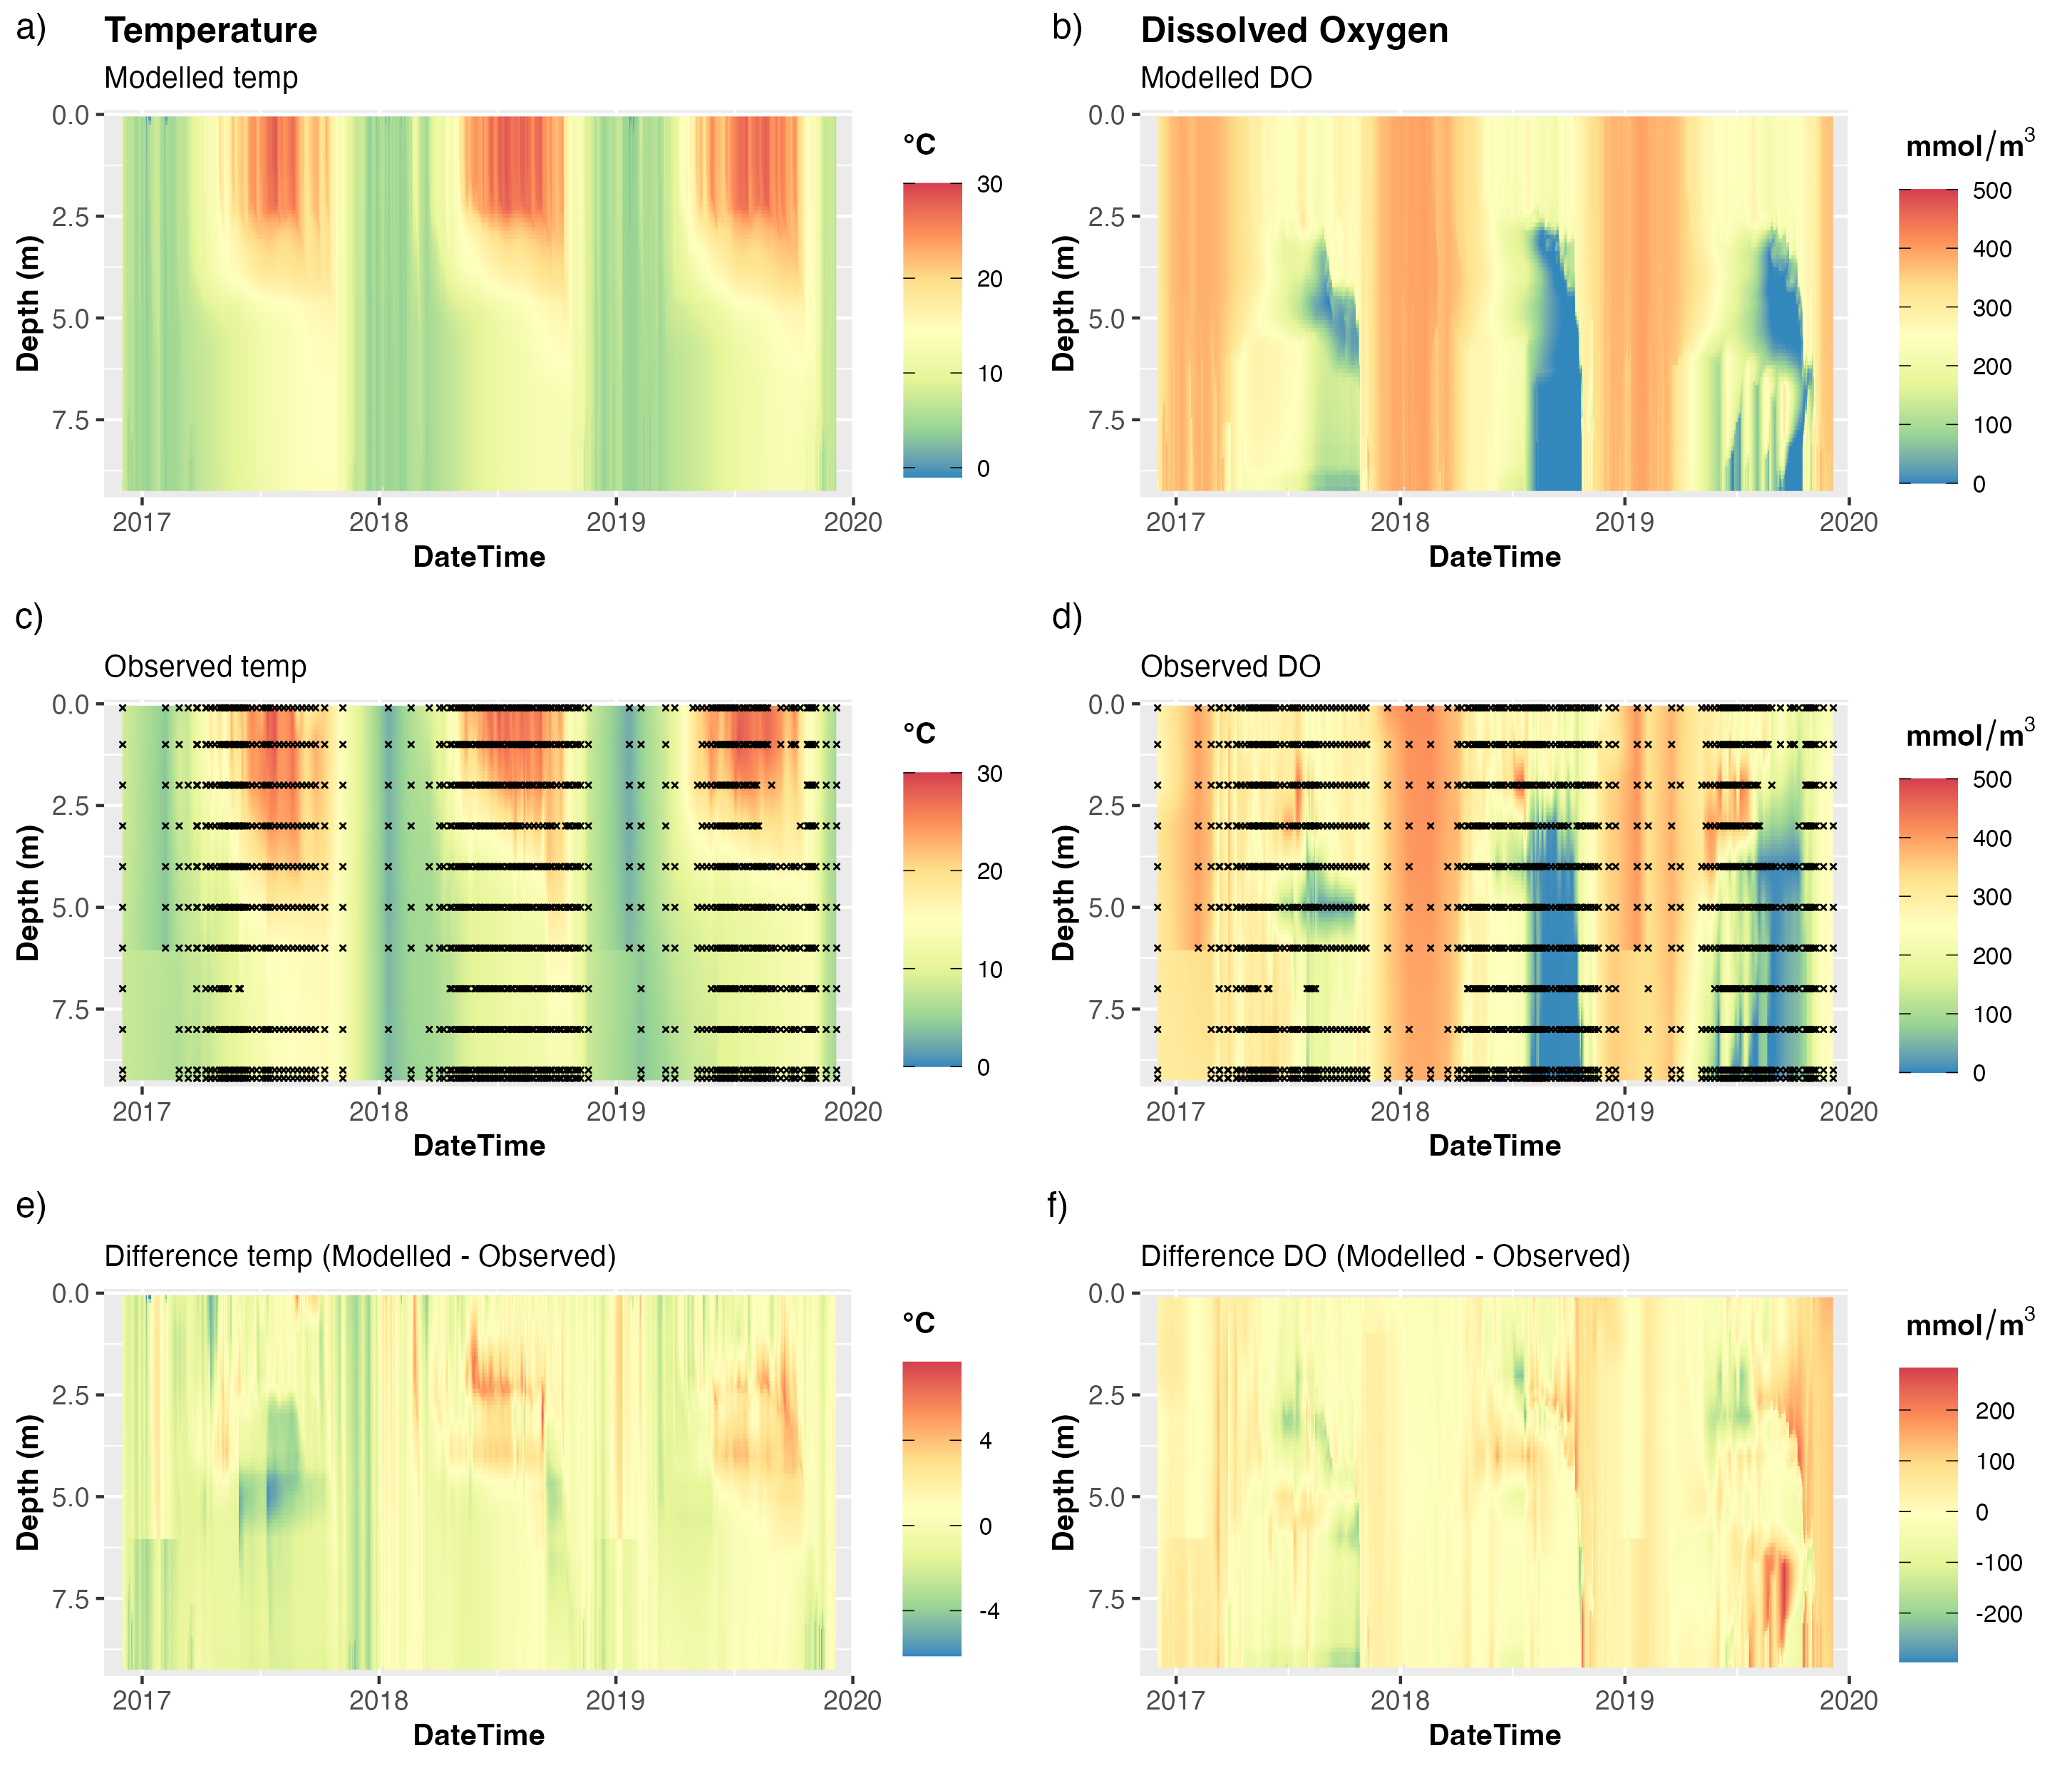 a) Temperature
Modelled temp
0.0
2.5
5.0
7.5
Depth (m)
2017 2018 2019 2020
DateTime
°C
30
20
10
0
b) Dissolved Oxygen
Modelled DO
0.0
2.5
5.0
7.5
Depth (m)
2017 2018 2019 2020
DateTime
mmol/m³
500
400
300
200
100
0
c)
Observed temp
0.0
2.5
5.0
7.5
Depth (m)
2017 2018 2019 2020
DateTime
°C
30
20
10
0
d)
Observed DO
0.0
2.5
5.0
7.5
Depth (m)
2017 2018 2019 2020
DateTime
mmol/m³
500
400
300
200
100
0
e)
Difference temp (Modelled - Observed)
0.0
2.5
5.0
7.5
Depth (m)
2017 2018 2019 2020
DateTime
°C
4
0
-4
f)
Difference DO (Modelled - Observed)
0.0
2.5
5.0
7.5
Depth (m)
2017 2018 2019 2020
DateTime
mmol/m³
200
100
0
-100
-200